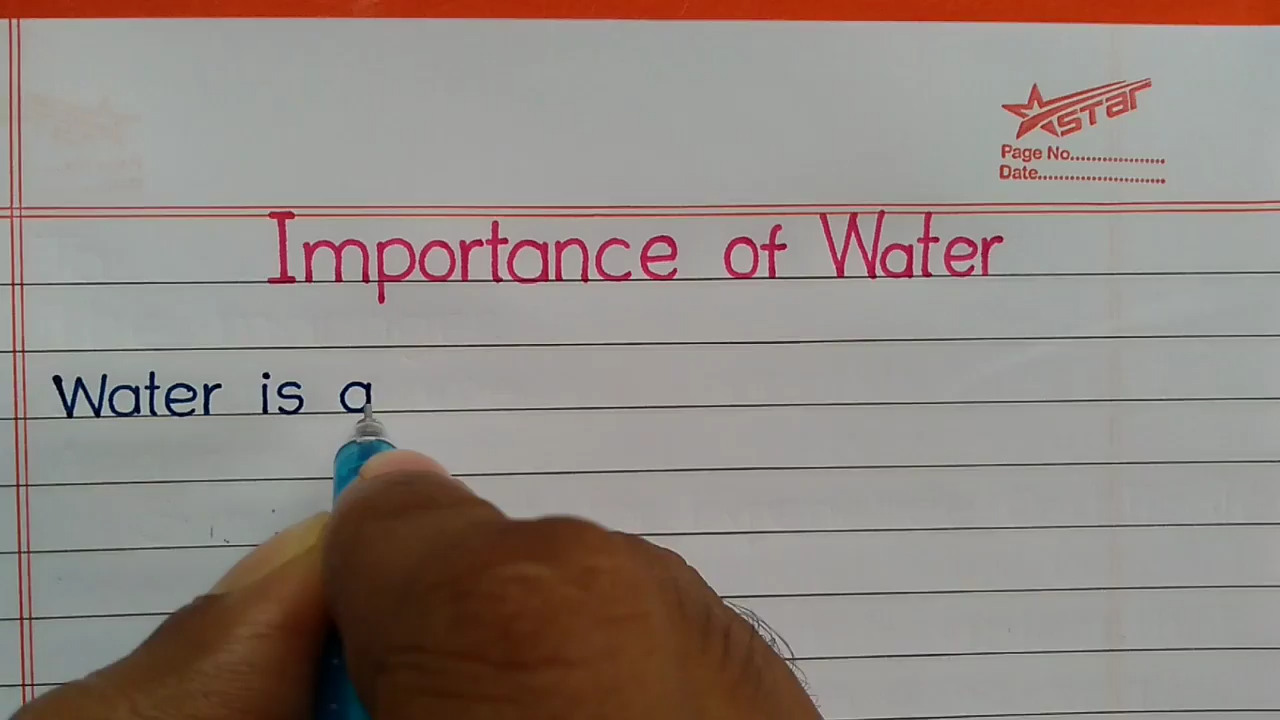 STAR
Page No.........................
Date.............................
Importance of Water
Water is a